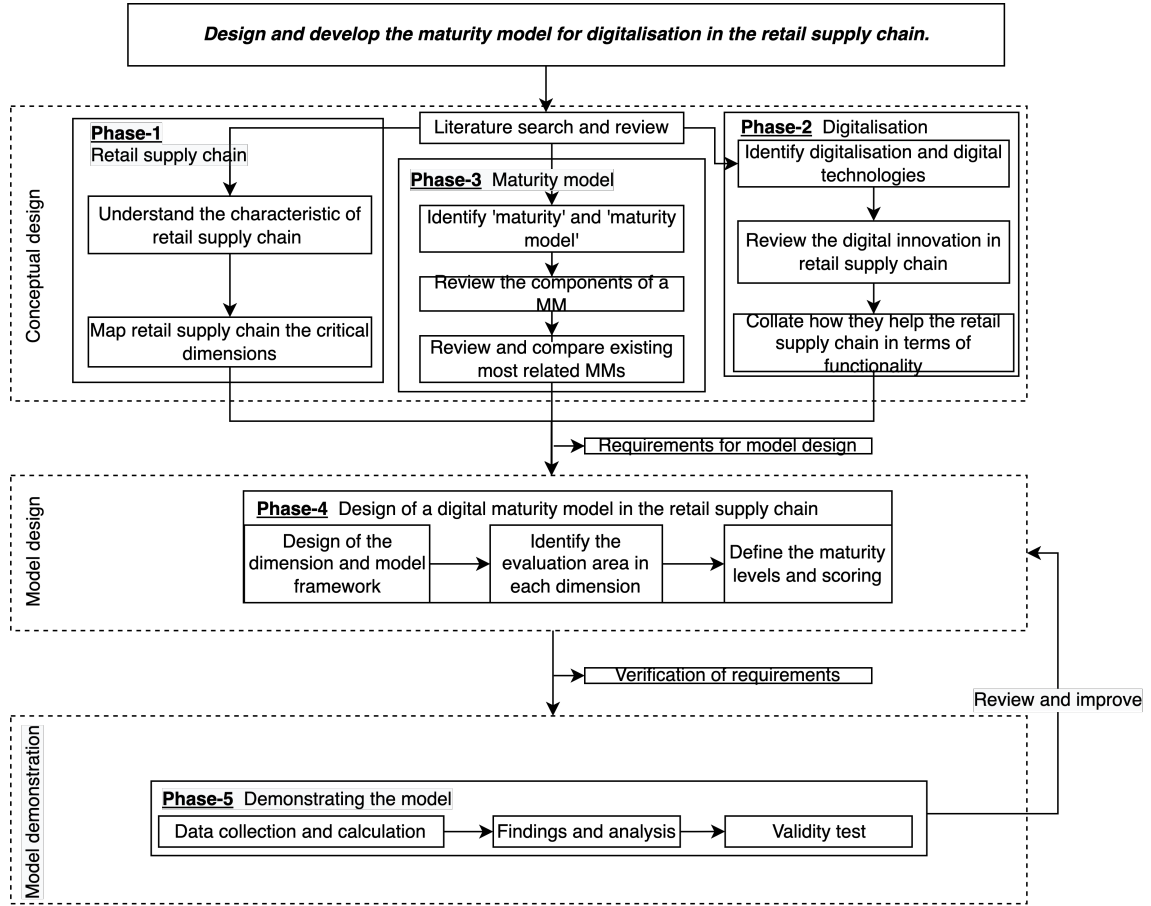 Design and develop the maturity model for digitalisation in the retail supply chain.
Conceptual design
Literature search and review
Phase-1
Retail supply chain
Understand the characteristic of
retail supply chain
Map retail supply chain the critical
dimensions
Phase-3 Maturity model
Identify 'maturity' and 'maturity
model'
Review the components of a
MM
Review and compare existing
most related MMs
Phase-2 Digitalisation
Identify digitalisation and digital
technologies
Review the digital innovation in
retail supply chain
Collate how they help the retail
supply chain in terms of
functionality
Requirements for model design
Model design
Phase-4 Design of a digital maturity model in the retail supply chain
Design of the
dimension and model
framework
Identify the
evaluation area in
each dimension
Define the maturity
levels and scoring
Verification of requirements
Review and improve
Model demonstration
Phase-5 Demonstrating the model
Data collection and calculation
Findings and analysis
Validity test